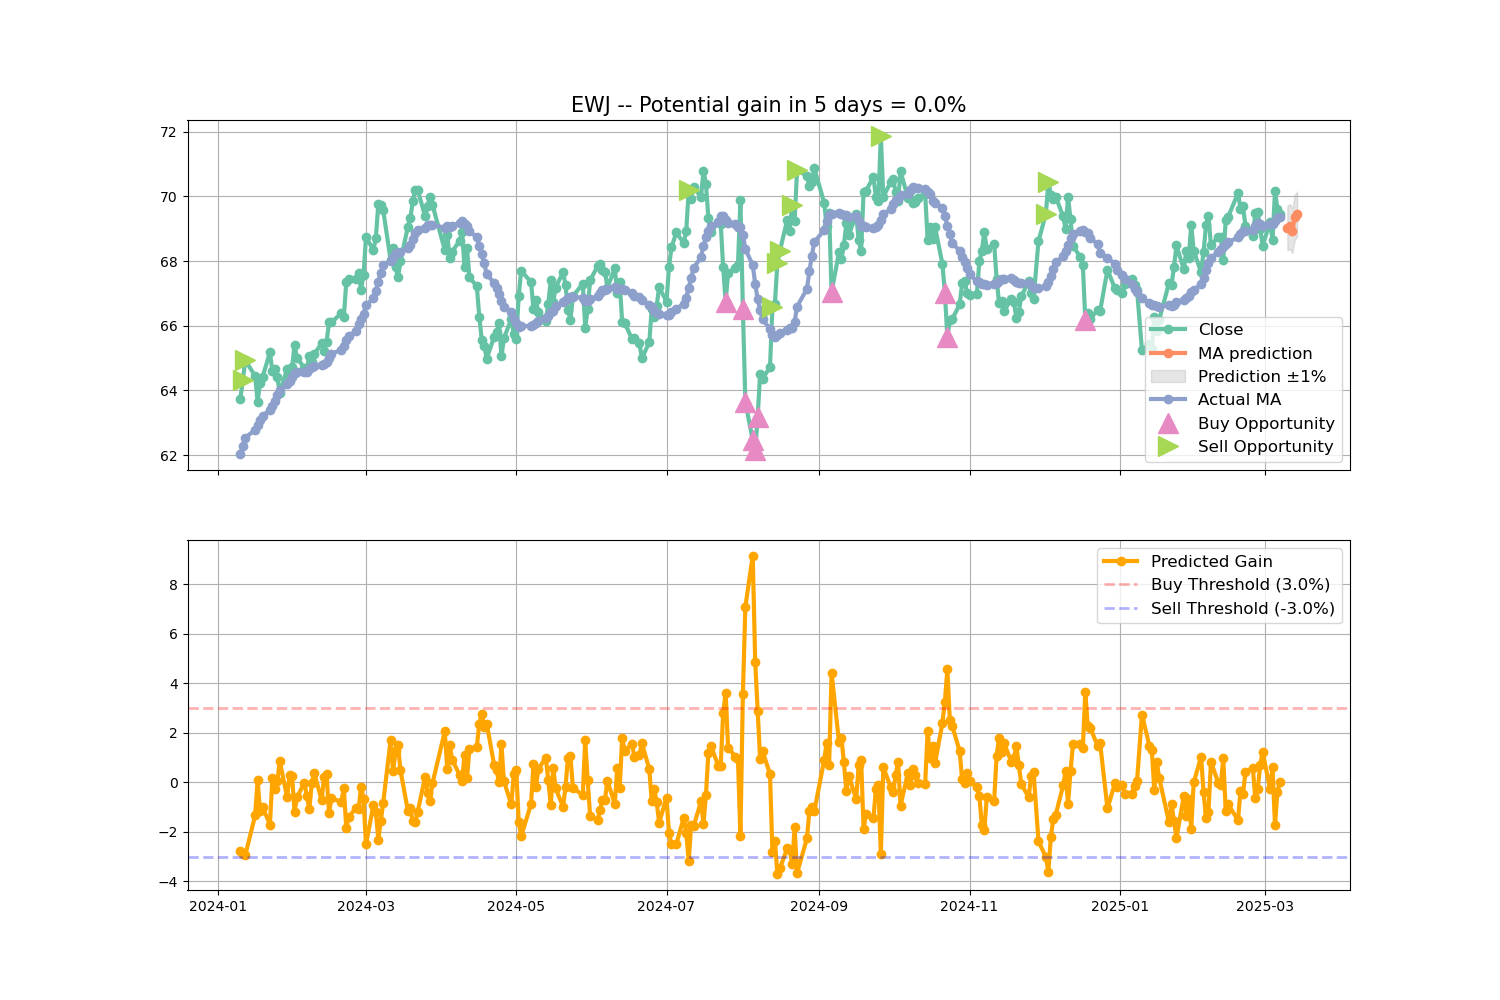 EWJ -- Potential gain in 5 days = 0.0%
72
70
68
66
64
62
Close
MA prediction
Prediction ±1%
Actual MA
Buy Opportunity
Sell Opportunity
8
6
4
2
0
−2
−4
Predicted Gain
Buy Threshold (3.0%)
Sell Threshold (-3.0%)
2024-01
2024-03
2024-05
2024-07
2024-09
2024-11
2025-01
2025-03